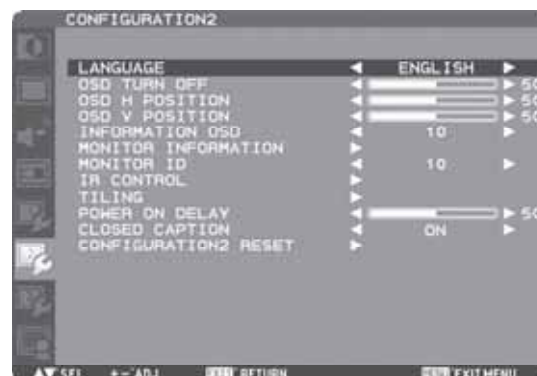 CONFIGURATION2
LANGUAGE ENGLISH
OSD TURN OFF 50
OSD H POSITION 50
OSD V POSITION 50
INFORMATION OSD 10
MONITOR INFORMATION
MONITOR ID 10
IR CONTROL
TILING
POWER ON DELAY 50
CLOSED CAPTION ON
CONFIGURATION2 RESET
SEL + - ADJ RETURN EXIT MENU